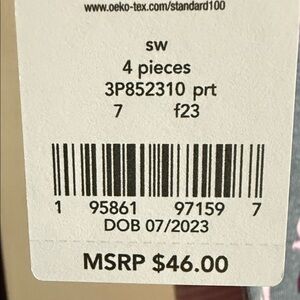 www.oeko-tex.com/standard100
sw
4 pieces
3P852310 prt
7 f23
1 95861 97159 7
DOB 07/2023
MSRP $46.00